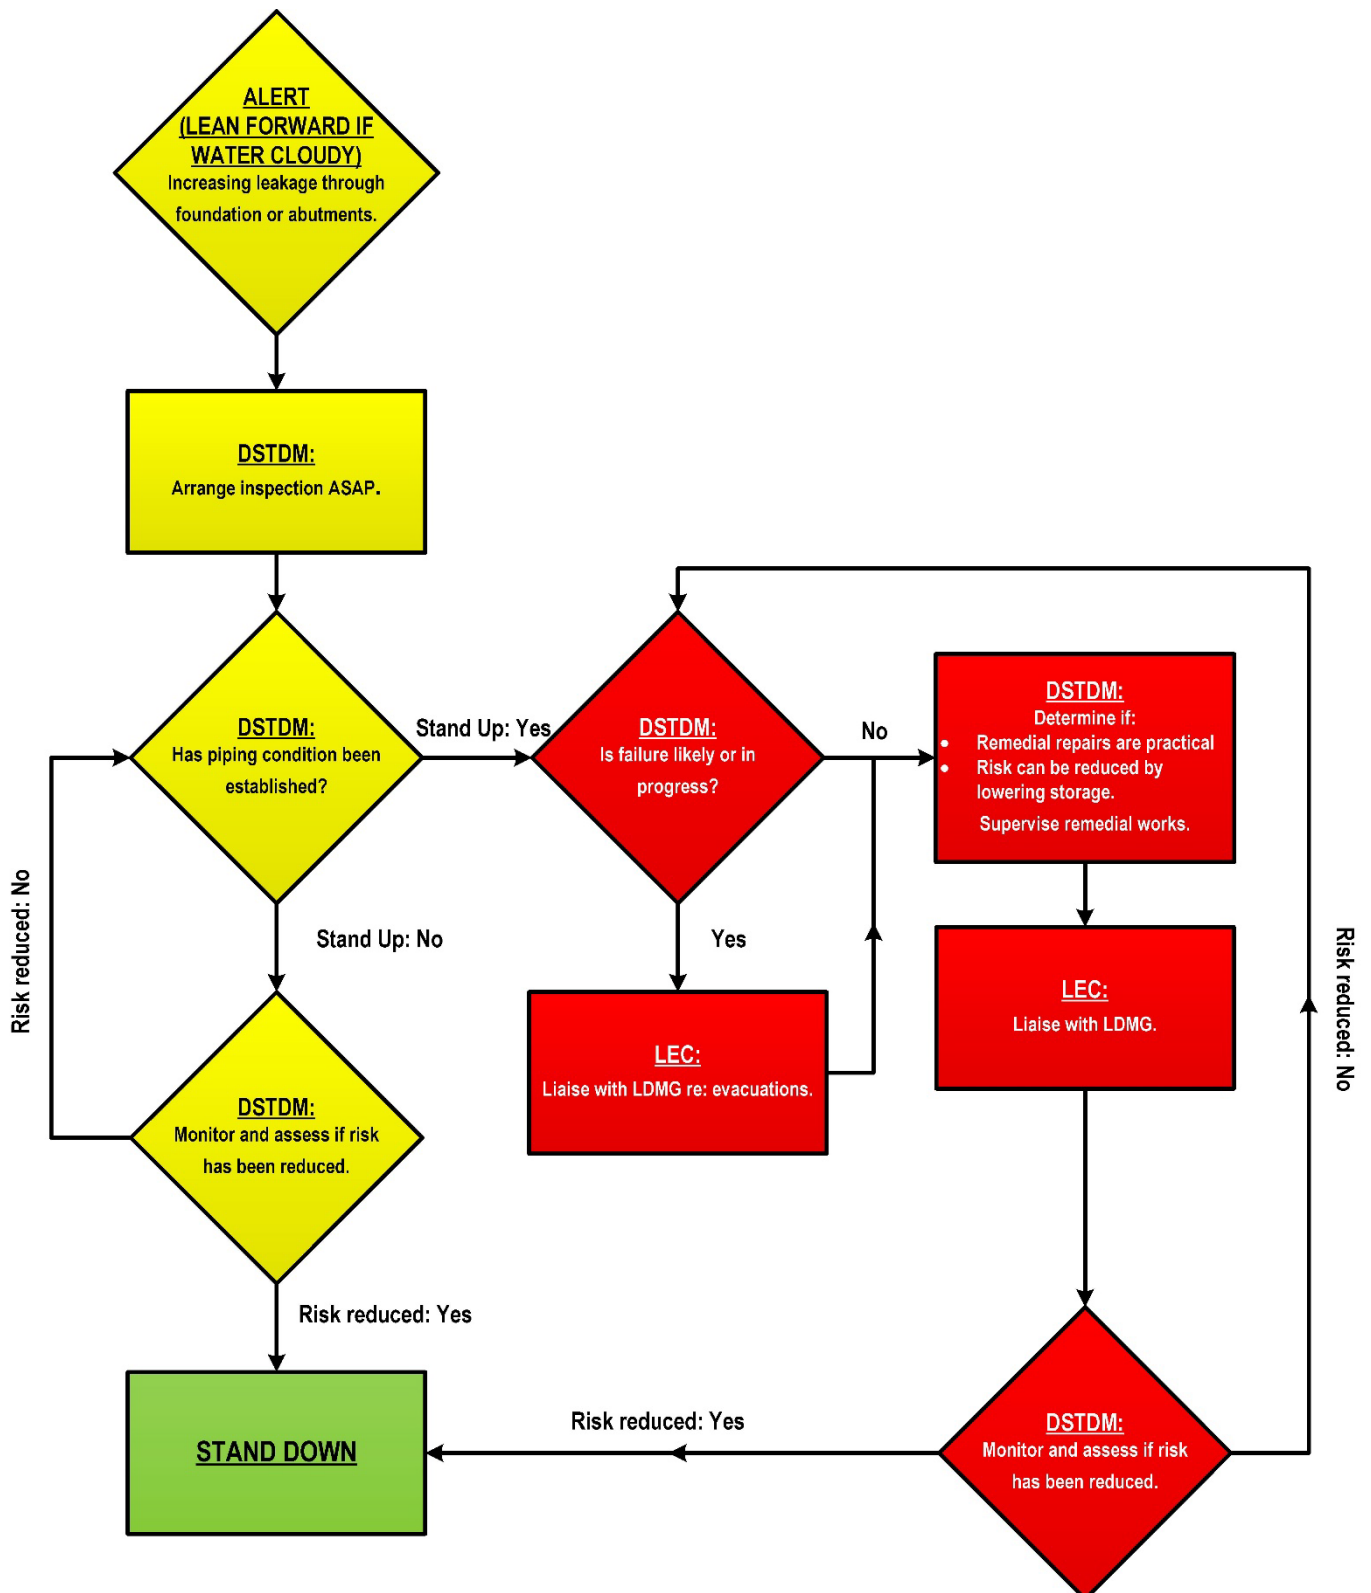 ALERT
(LEAN FORWARD IF
WATER CLOUDY)
Increasing leakage through
foundation or abutments.
DSTDM:
Arrange inspection ASAP.
DSTDM:
Has piping condition been
established?
Stand Up: Yes
Stand Up: No
Risk reduced: No
DSTDM:
Monitor and assess if risk
has been reduced.
Risk reduced: Yes
STAND DOWN
DSTDM:
Is failure likely or in
progress?
No
Yes
LEC:
Liaise with LDMG re: evacuations.
DSTDM:
Determine if:
• Remedial repairs are practical
• Risk can be reduced by
lowering storage.
Supervise remedial works.
LEC:
Liaise with LDMG.
Risk reduced: No
DSTDM:
Monitor and assess if risk
has been reduced.
Risk reduced: Yes